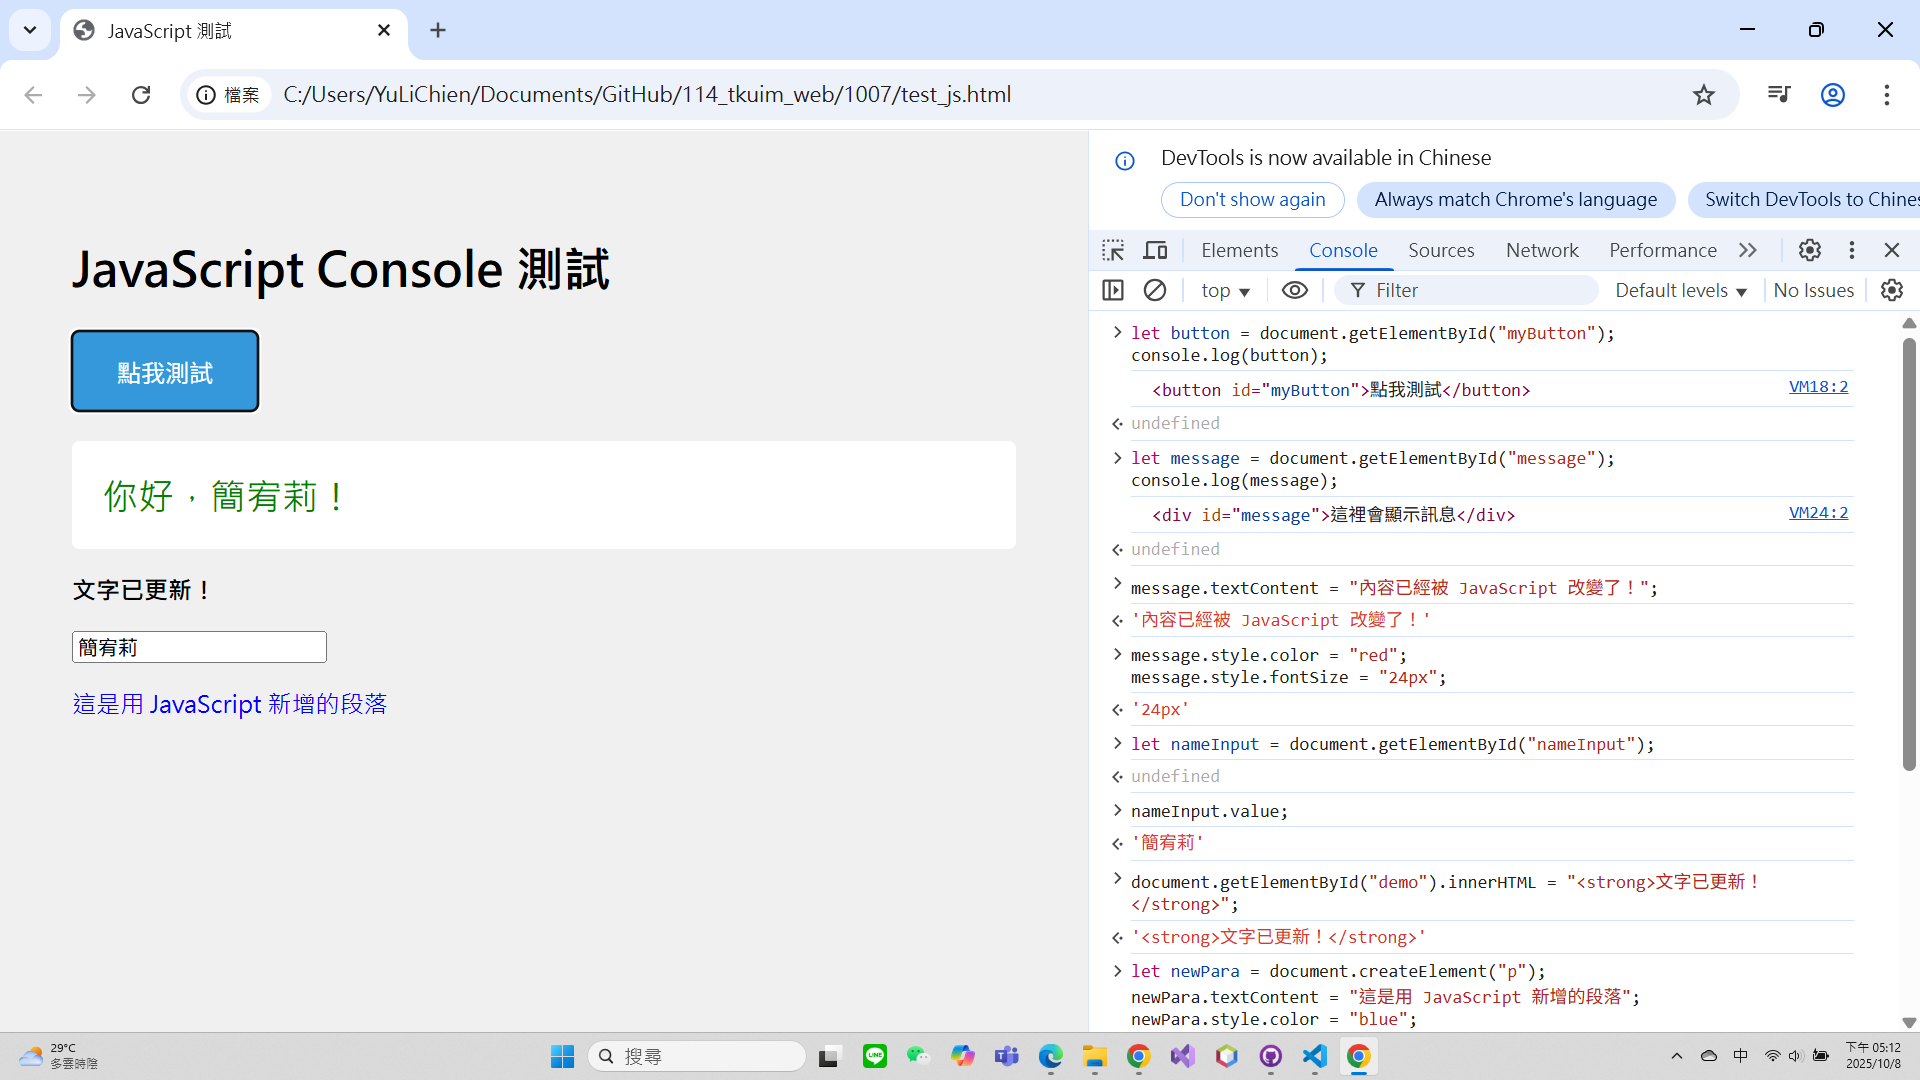 JavaScript 測試
檔案
C:/Users/YuLiChien/Documents/GitHub/114_tkuim_web/1007/test_js.html
JavaScript Console 測試
點我測試
你好，簡宥莉！
文字已更新！
簡宥莉
這是用 JavaScript 新增的段落
DevTools is now available in Chinese
Don't show again
Always match Chrome's language
Switch DevTools to Chine
Elements
Console
Sources
Network
Performance
top
Filter
Default levels
No Issues
let button = document.getElementById("myButton");
console.log(button);
<button id="myButton">點我測試</button>
VM18:2
undefined
let message = document.getElementById("message");
console.log(message);
<div id="message">這裡會顯示訊息</div>
VM24:2
undefined
message.textContent = "內容已經被 JavaScript 改變了！";
'內容已經被 JavaScript 改變了！'
message.style.color = "red";
message.style.fontSize = "24px";
'24px'
let nameInput = document.getElementById("nameInput");
undefined
nameInput.value;
'簡宥莉'
document.getElementById("demo").innerHTML = "<strong>文字已更新！
</strong>";
'<strong>文字已更新！</strong>'
let newPara = document.createElement("p");
newPara.textContent = "這是用 JavaScript 新增的段落";
newPara.style.color = "blue";
29°C
多雲時陰
搜尋
LINE
中
下午 05:12
2025/10/8